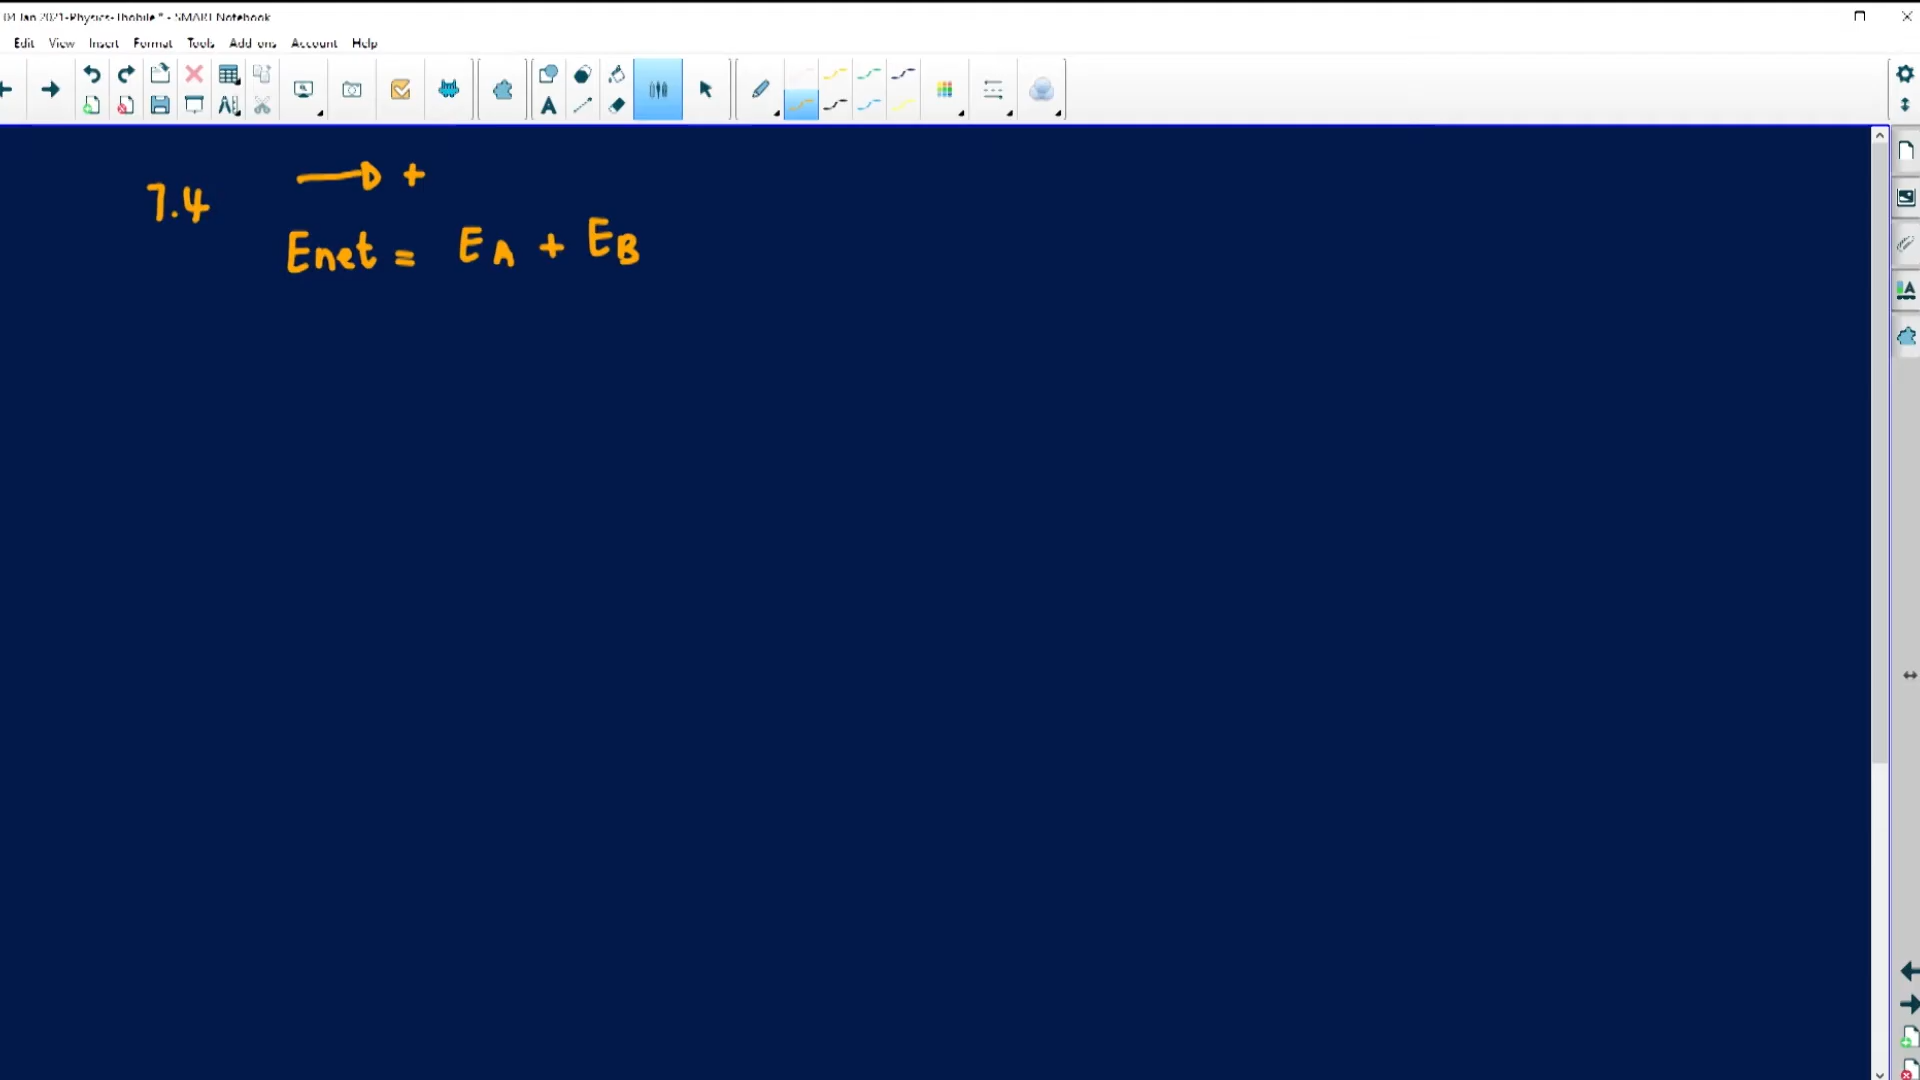 04 Jan 2021-Physics-Thobile * - SMART Notebook
Edit View Insert Format Tools Add-ons Account Help
→ +
7.4
Enet = EA + EB